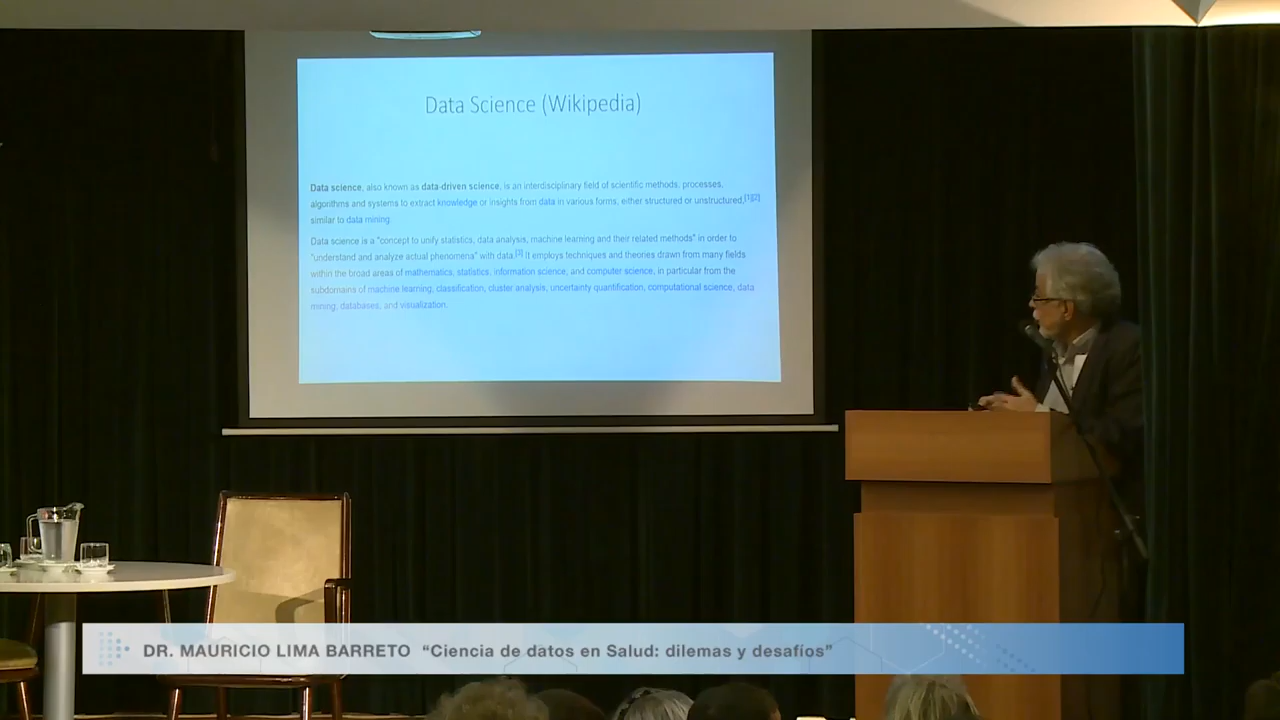 Data Science (Wikipedia)
Data science, also known as data-driven science, is an interdisciplinary field of scientific methods, processes,
algorithms and systems to extract knowledge or insights from data in various forms, either structured or unstructured,[1][2]
similar to data mining.
Data science is a "concept to unify statistics, data analysis, machine learning and their related methods" in order to
"understand and analyze actual phenomena" with data.[3] It employs techniques and theories drawn from many fields
within the broad areas of mathematics, statistics, information science, and computer science, in particular from the
subdomains of machine learning, classification, cluster analysis, uncertainty quantification, computational science, data
mining, databases, and visualization.
DR. MAURICIO LIMA BARRETO "Ciencia de datos en Salud: dilemas y desafíos"